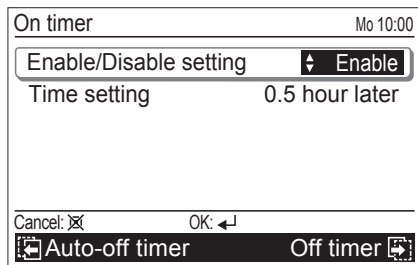 On timer Mo 10:00
Enable/Disable setting Enable
Time setting 0.5 hour later
Cancel: OK:
Auto-off timer Off timer